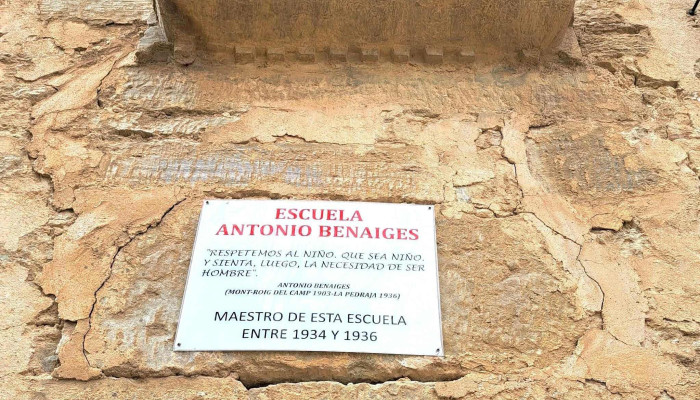 ESCUELA
ANTONIO BENAIGES
"RESPETEMOS AL NIÑO. QUE SEA NIÑO.
Y SIENTA, LUEGO, LA NECESIDAD DE SER
HOMBRE".
ANTONIO BENAIGES
(MONT-ROIG DEL CAMP 1903-LA PEDRAJA 1936)
MAESTRO DE ESTA ESCUELA
ENTRE 1934 Y 1936